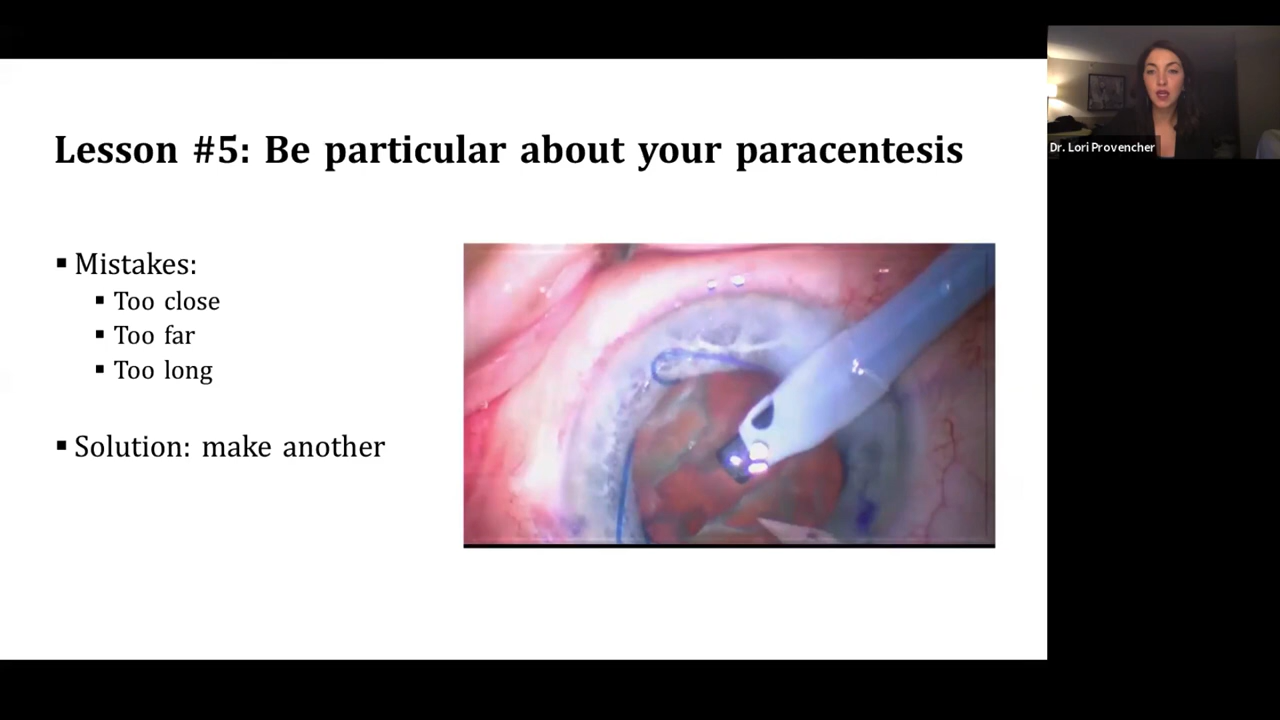 Lesson #5: Be particular about your paracentesis
Mistakes:
Too close
Too far
Too long
Solution: make another
Dr. Lori Provencher